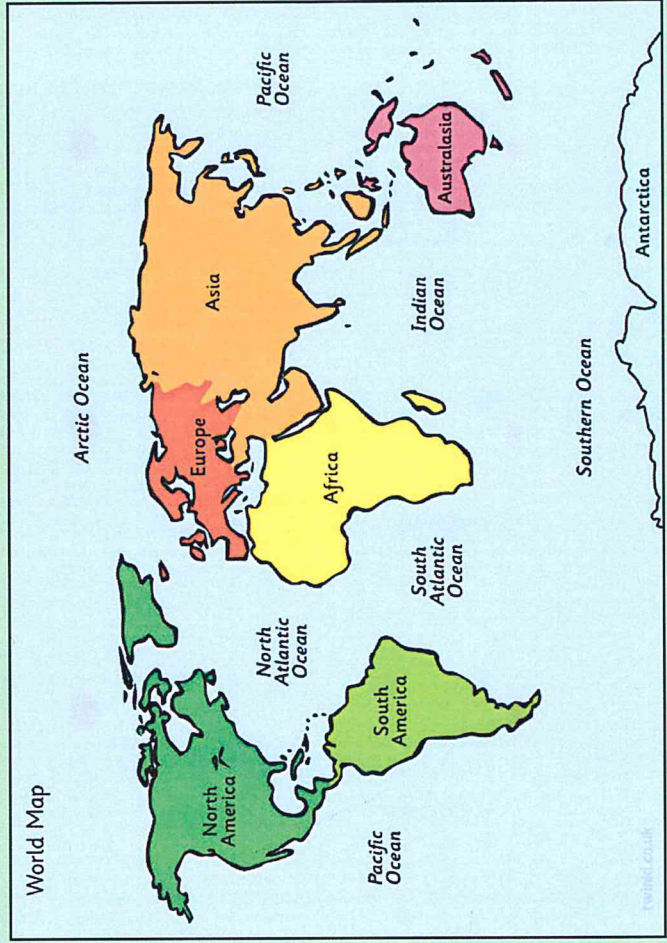 World Map
Arctic Ocean
North
America
North
Atlantic
Ocean
Europe
Asia
Pacific
Ocean
Pacific
Ocean
South
America
South
Atlantic
Ocean
Africa
Indian
Ocean
Australasia
Southern Ocean
Antarctica
twinkl.co.uk